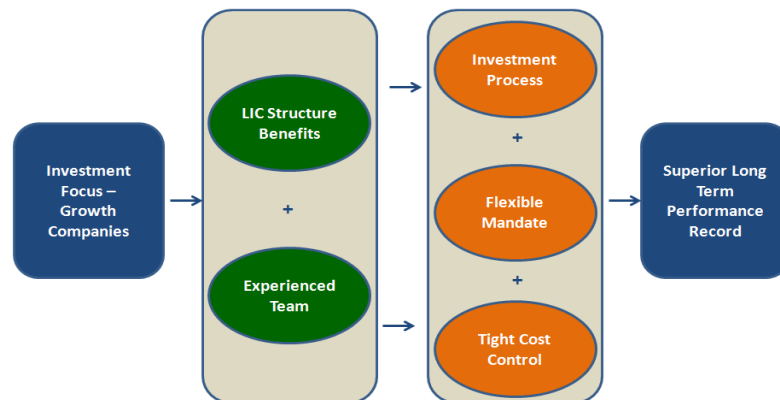 Investment
Focus –
Growth
Companies
LIC Structure
Benefits
+
Experienced
Team
Investment
Process
+
Flexible
Mandate
+
Tight Cost
Control
Superior Long
Term
Performance
Record